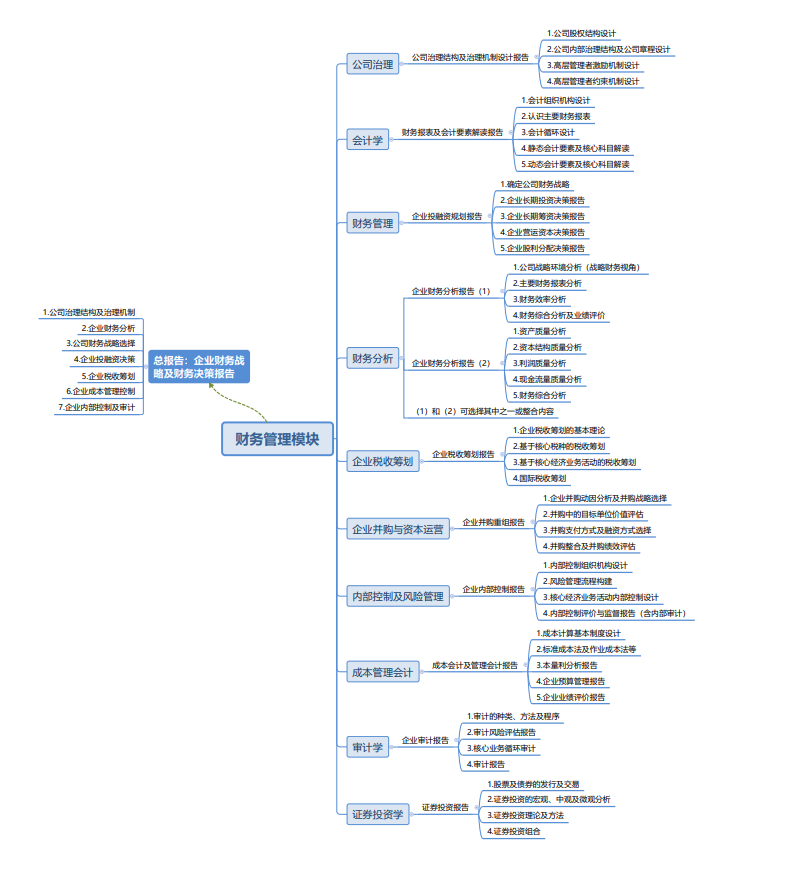 财务管理模块
总报告：企业财务战
略及财务决策报告
1.公司治理结构及治理机制
2.企业财务分析
3.公司财务战略选择
4.企业投融资决策
5.企业税收筹划
6.企业成本管理控制
7.企业内部控制及审计
公司治理
公司治理结构及治理机制设计报告
1.公司股权结构设计
2.公司内部治理结构及公司章程设计
3.高层管理者激励机制设计
4.高层管理者约束机制设计
会计学
财务报表及会计要素解读报告
1.会计组织机构设计
2.认识主要财务报表
3.会计循环设计
4.静态会计要素及核心科目解读
5.动态会计要素及核心科目解读
财务管理
企业投融资规划报告
1.确定公司财务战略
2.企业长期投资决策报告
3.企业长期筹资决策报告
4.企业营运资本决策报告
5.企业股利分配决策报告
财务分析
企业财务分析报告（1）
1.公司战略环境分析（战略财务视角）
2.主要财务报表分析
3.财务效率分析
4.财务综合分析及业绩评价
企业财务分析报告（2）
1.资产质量分析
2.资本结构质量分析
3.利润质量分析
4.现金流量质量分析
5.财务综合分析
（1）和（2）可选择其中之一或整合内容
企业税收筹划
企业税收筹划报告
1.企业税收筹划的基本理论
2.基于核心税种的税收筹划
3.基于核心经济业务活动的税收筹划
4.国际税收筹划
企业并购与资本运营
企业并购重组报告
1.企业并购动因分析及并购战略选择
2.并购中的目标单位价值评估
3.并购支付方式及融资方式选择
4.并购整合及并购绩效评估
内部控制及风险管理
企业内部控制报告
1.内部控制组织机构设计
2.风险管理流程构建
3.核心经济业务活动内部控制设计
4.内部控制评价与监督报告（含内部审计）
成本管理会计
成本会计及管理会计报告
1.成本计算基本制度设计
2.标准成本法及作业成本法等
3.本量利分析报告
4.企业预算管理报告
5.企业业绩评价报告
审计学
企业审计报告
1.审计的种类、方法及程序
2.审计风险评估报告
3.核心业务循环审计
4.审计报告
证券投资学
证券投资报告
1.股票及债券的发行及交易
2.证券投资的宏观、中观及微观分析
3.证券投资理论及方法
4.证券投资组合